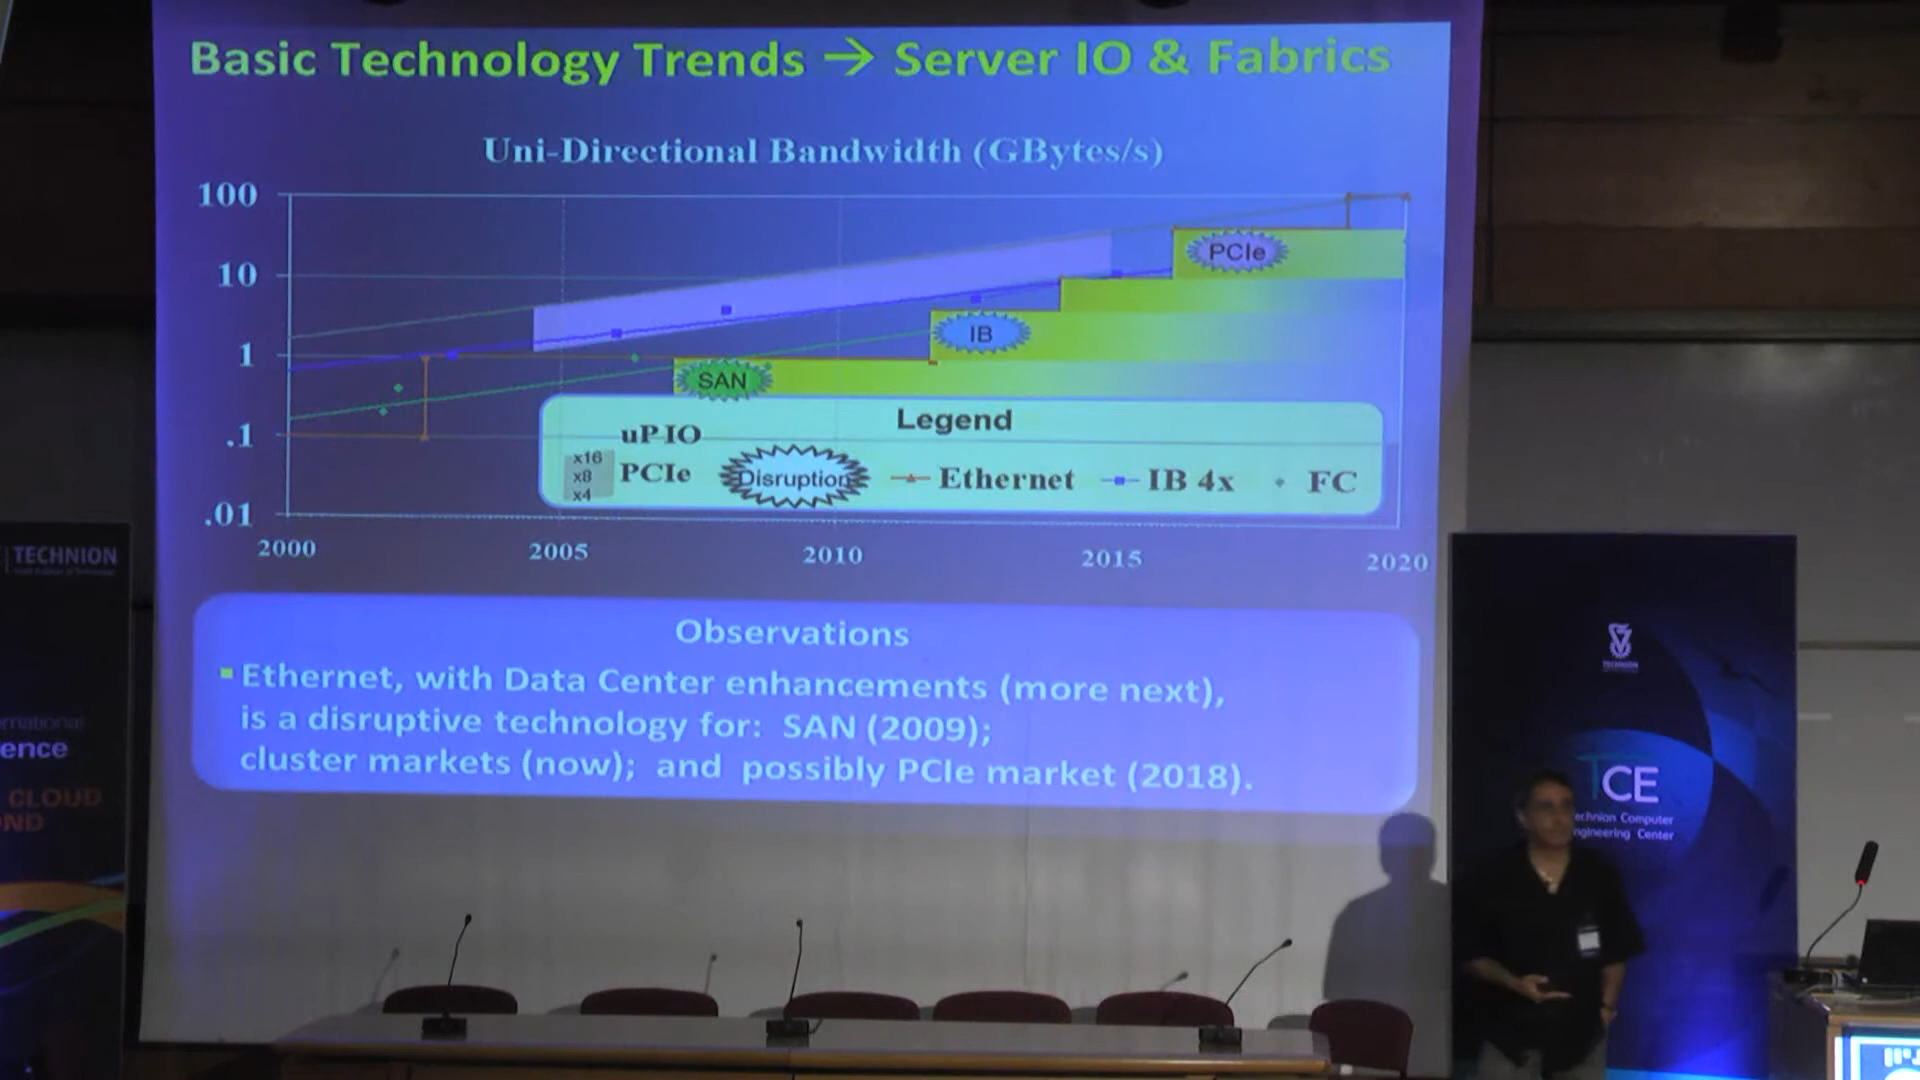 Basic Technology Trends → Server IO & Fabrics
Uni-Directional Bandwidth (GBytes/s)
100
10
1
.1
.01
PCIe
IB
SAN
Legend
uP IO
x16
x8
x4
PCIe
Disruption
Ethernet
IB 4x
FC
2000
2005
2010
2015
2020
Observations
Ethernet, with Data Center enhancements (more next),
is a disruptive technology for: SAN (2009);
cluster markets (now); and possibly PCIe market (2018).
TECHNION
ence
CLOUD
TECHNION
TCE
echnion Computer
ngineering Center